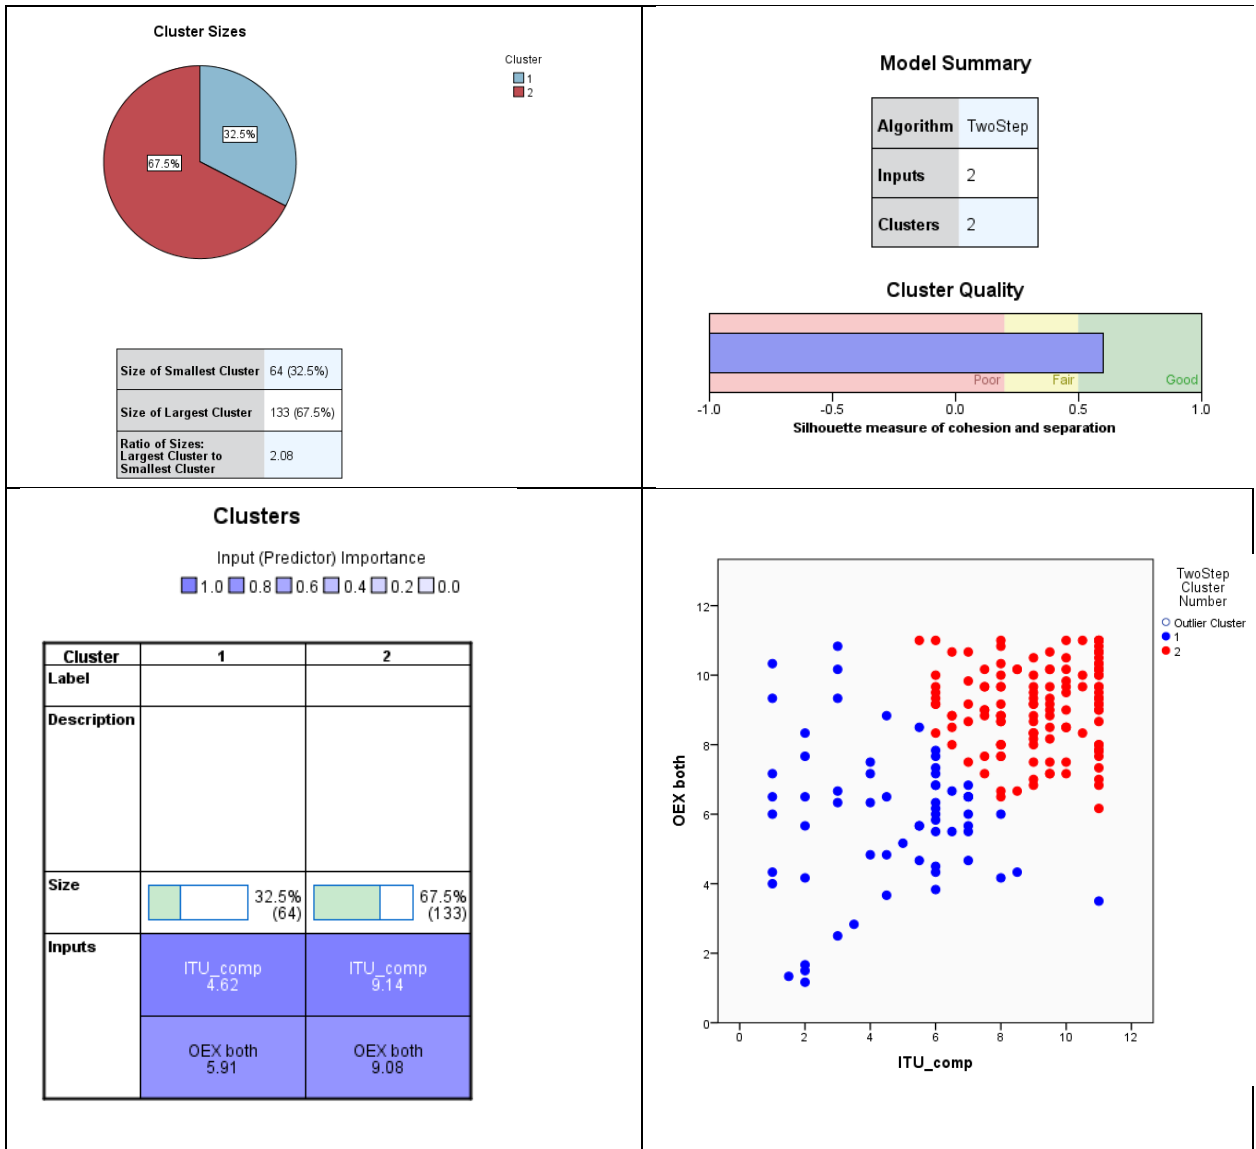 Cluster Sizes
Cluster
1
2
32.5%
67.5%
Size of Smallest Cluster 64 (32.5%)
Size of Largest Cluster 133 (67.5%)
Ratio of Sizes:
Largest Cluster to
Smallest Cluster
2.08
Model Summary
Algorithm TwoStep
Inputs 2
Clusters 2
Cluster Quality
Poor Fair Good
-1.0 -0.5 0.0 0.5 1.0
Silhouette measure of cohesion and separation
Clusters
Input (Predictor) Importance
1.0 0.8 0.6 0.4 0.2 0.0
Cluster 1 2
Label
Description
Size
32.5%
(64)
67.5%
(133)
Inputs
ITU_comp
4.62
ITU_comp
9.14
OEX both
5.91
OEX both
9.08
TwoStep
Cluster
Number
Outlier Cluster
1
2
12
10
8
6
4
2
0
OEX both
0 2 4 6 8 10 12
ITU_comp